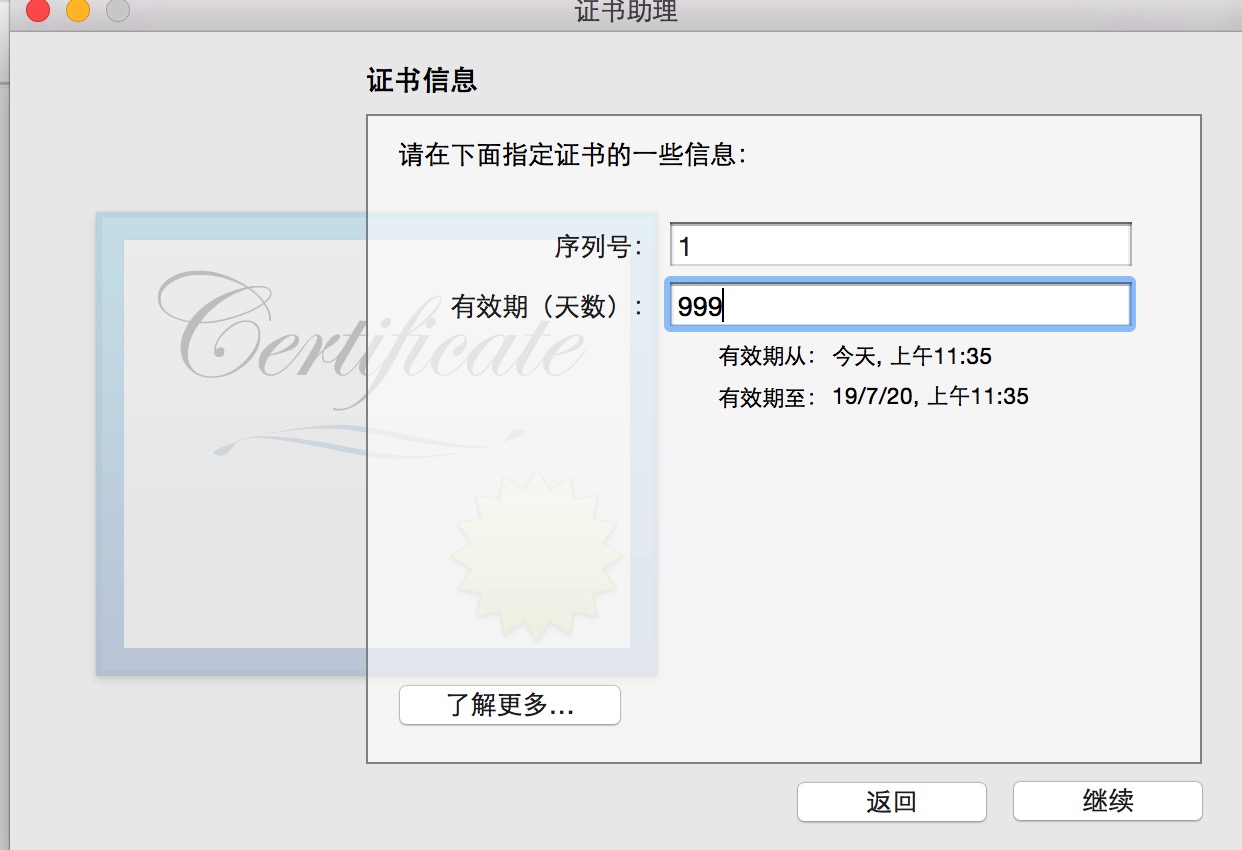 证书助理
证书信息
请在下面指定证书的一些信息：
序列号： 1
有效期（天数）： 999
有效期从： 今天, 上午11:35
有效期至： 19/7/20, 上午11:35
Certificate
了解更多...
返回 继续